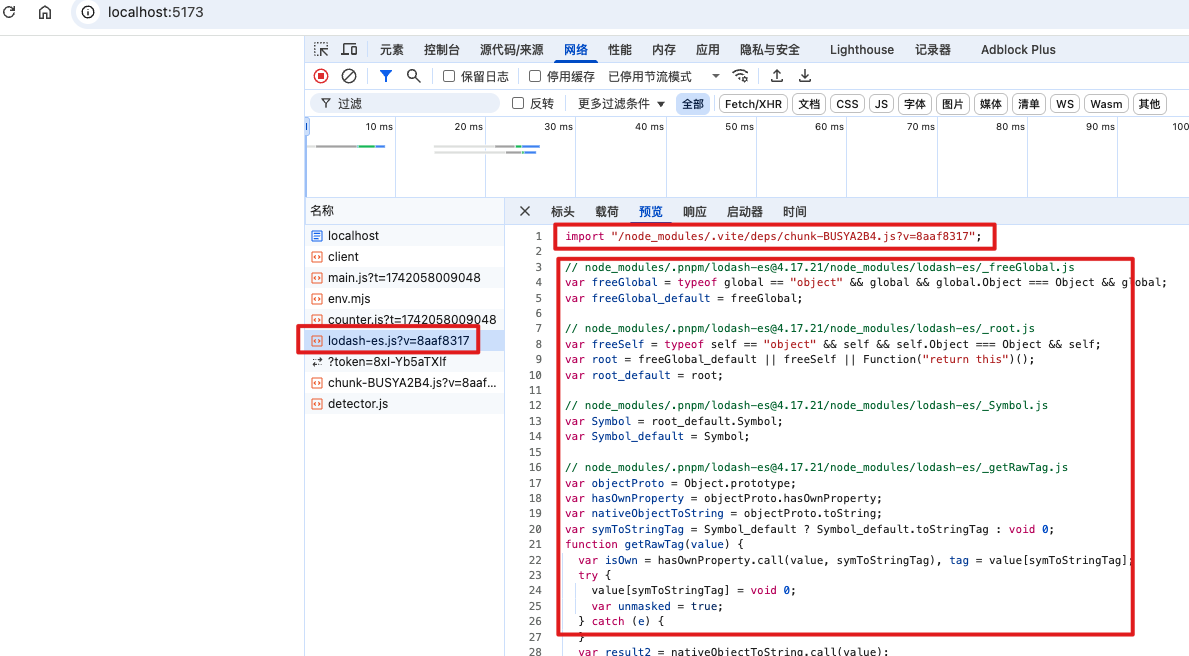 localhost:5173
元素 控制台 源代码/来源 网络 性能 内存 应用 隐私与安全 Lighthouse 记录器 Adblock Plus
保留日志 停用缓存 已停用节流模式
过滤 反转 更多过滤条件 全部 Fetch/XHR 文档 CSS JS 字体 图片 媒体 清单 WS Wasm 其他
10 ms 20 ms 30 ms 40 ms 50 ms 60 ms 70 ms 80 ms 90 ms 100
名称
localhost
client
main.js?t=1742058009048
env.mjs
counter.js?t=1742058009048
lodash-es.js?v=8aaf8317
?token=8xI-Yb5aTXlf
chunk-BUSYA2B4.js?v=8aaf...
detector.js
标头 载荷 预览 响应 启动器 时间
1 import "/node_modules/.vite/deps/chunk-BUSYA2B4.js?v=8aaf8317";
2
3 // node_modules/.pnpm/lodash-es@4.17.21/node_modules/lodash-es/_freeGlobal.js
4 var freeGlobal = typeof global == "object" && global && global.Object === Object && global;
5 var freeGlobal_default = freeGlobal;
6
7 // node_modules/.pnpm/lodash-es@4.17.21/node_modules/lodash-es/_root.js
8 var freeSelf = typeof self == "object" && self && self.Object === Object && self;
9 var root = freeGlobal_default || freeSelf || Function("return this")();
10 var root_default = root;
11
12 // node_modules/.pnpm/lodash-es@4.17.21/node_modules/lodash-es/_Symbol.js
13 var Symbol = root_default.Symbol;
14 var Symbol_default = Symbol;
15
16 // node_modules/.pnpm/lodash-es@4.17.21/node_modules/lodash-es/_getRawTag.js
17 var objectProto = Object.prototype;
18 var hasOwnProperty = objectProto.hasOwnProperty;
19 var nativeObjectToString = objectProto.toString;
20 var symToStringTag = Symbol_default ? Symbol_default.toStringTag : void 0;
21 function getRawTag(value) {
22 var isOwn = hasOwnProperty.call(value, symToStringTag), tag = value[symToStringTag];
23 try {
24 value[symToStringTag] = void 0;
25 var unmasked = true;
26 } catch (e) {
27 }
28 var result2 = nativeObjectToString.call(value);